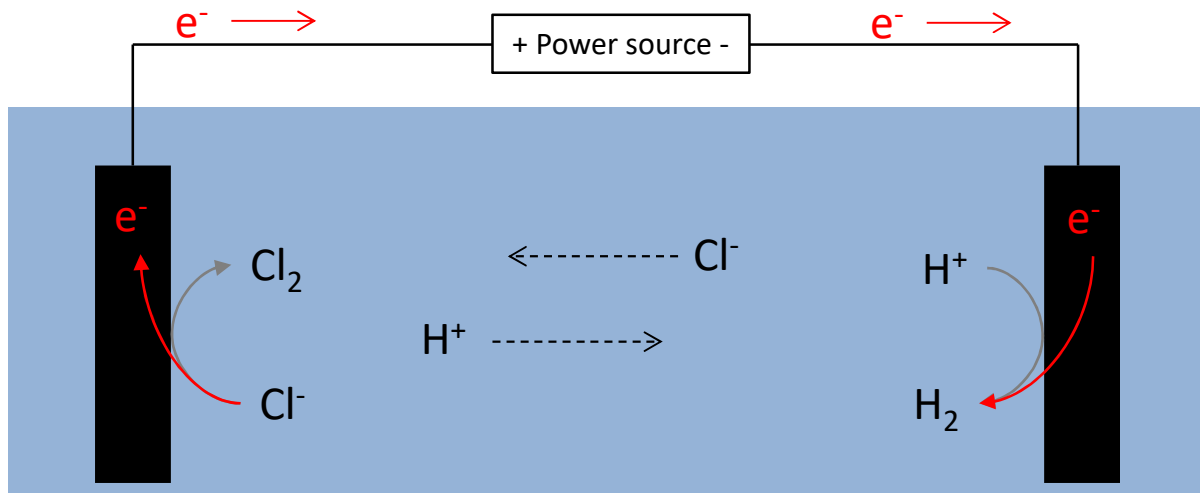 e⁻
+ Power source -
e⁻
e⁻
e⁻
Cl₂
Cl⁻
H⁺
H⁺
Cl⁻
H₂